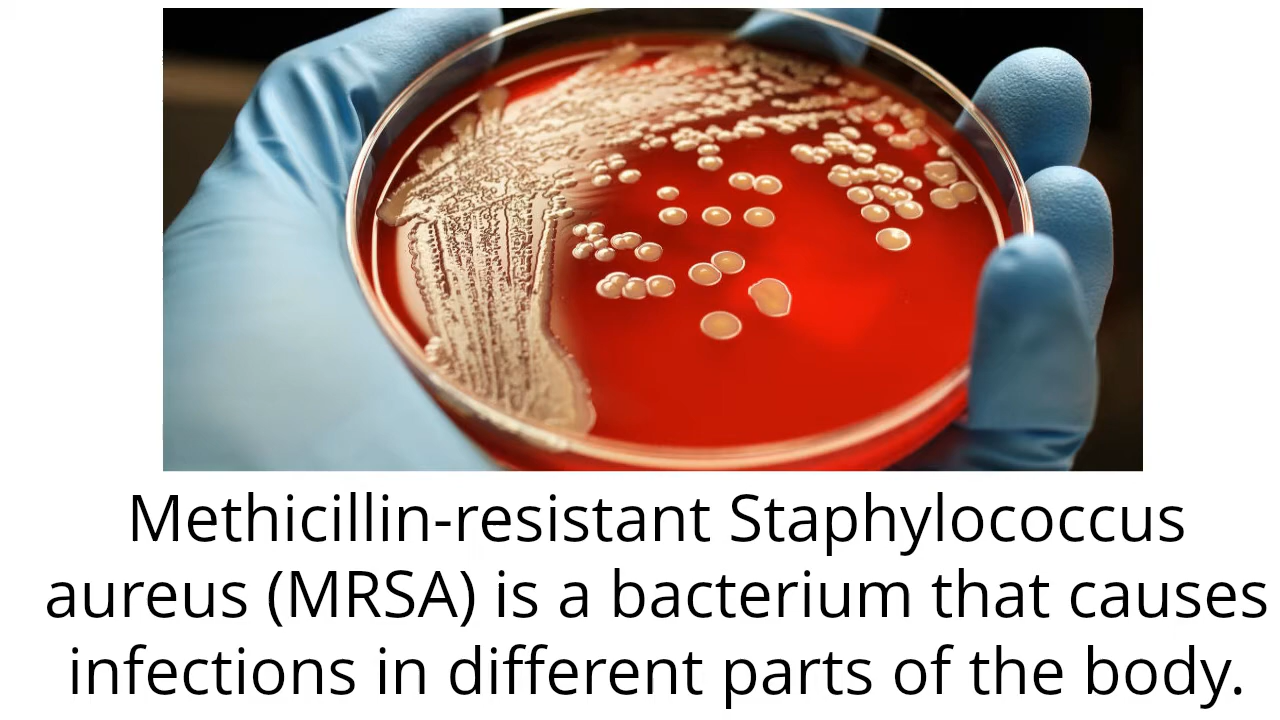 Methicillin-resistant Staphylococcus
aureus (MRSA) is a bacterium that causes
infections in different parts of the body.